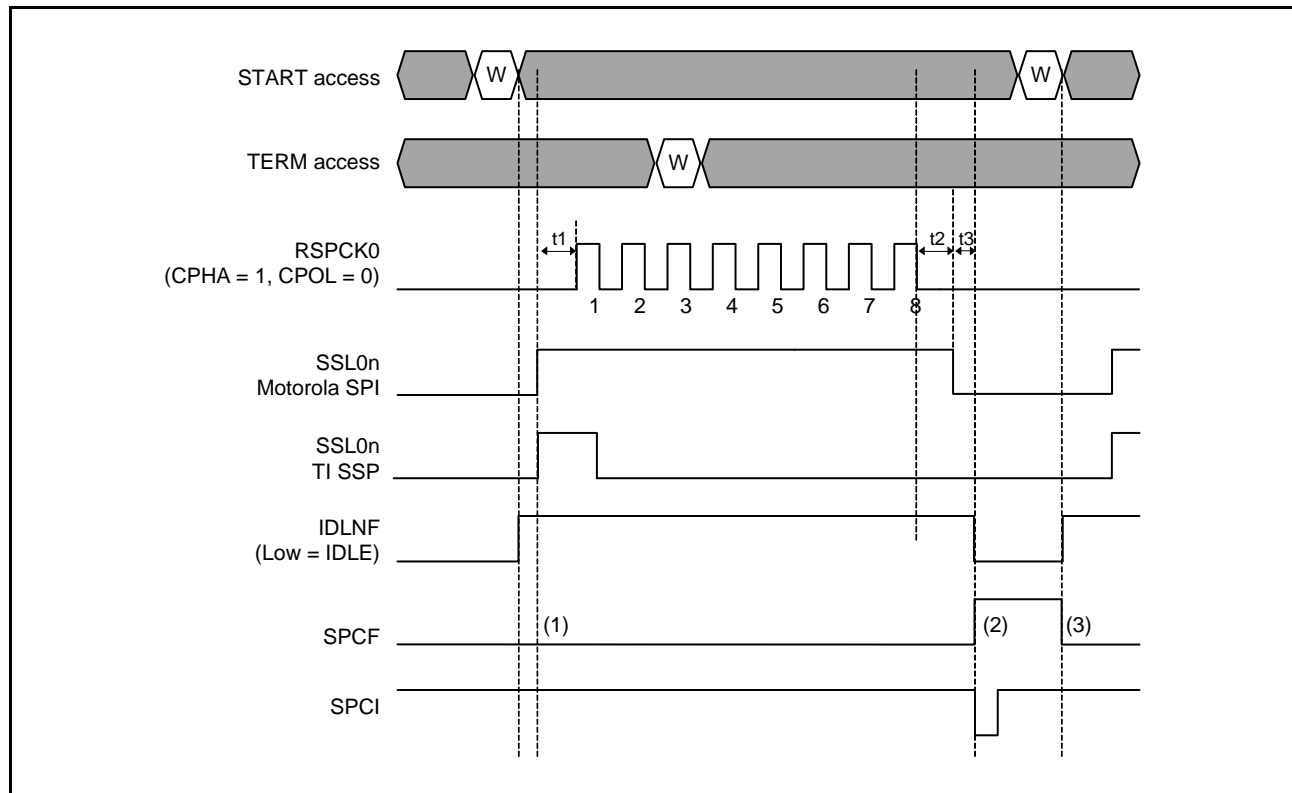 START access
W
W
TERM access
W
RSPCK0
(CPHA = 1, CPOL = 0)
t1
t2
t3
1 2 3 4 5 6 7 8
SSL0n
Motorola SPI
SSL0n
TI SSP
IDLNF
(Low = IDLE)
SPCF
(1)
(2)
(3)
SPCI